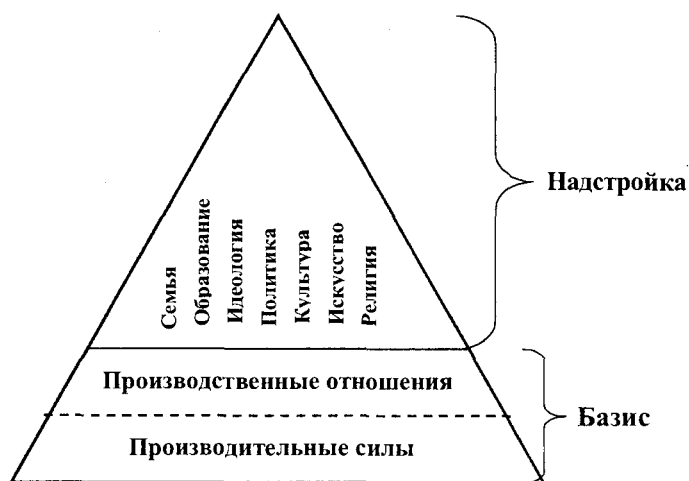 Надстройка
Семья
Образование
Идеология
Политика
Культура
Искусство
Религия
Производственные отношения
Базис
Производительные силы